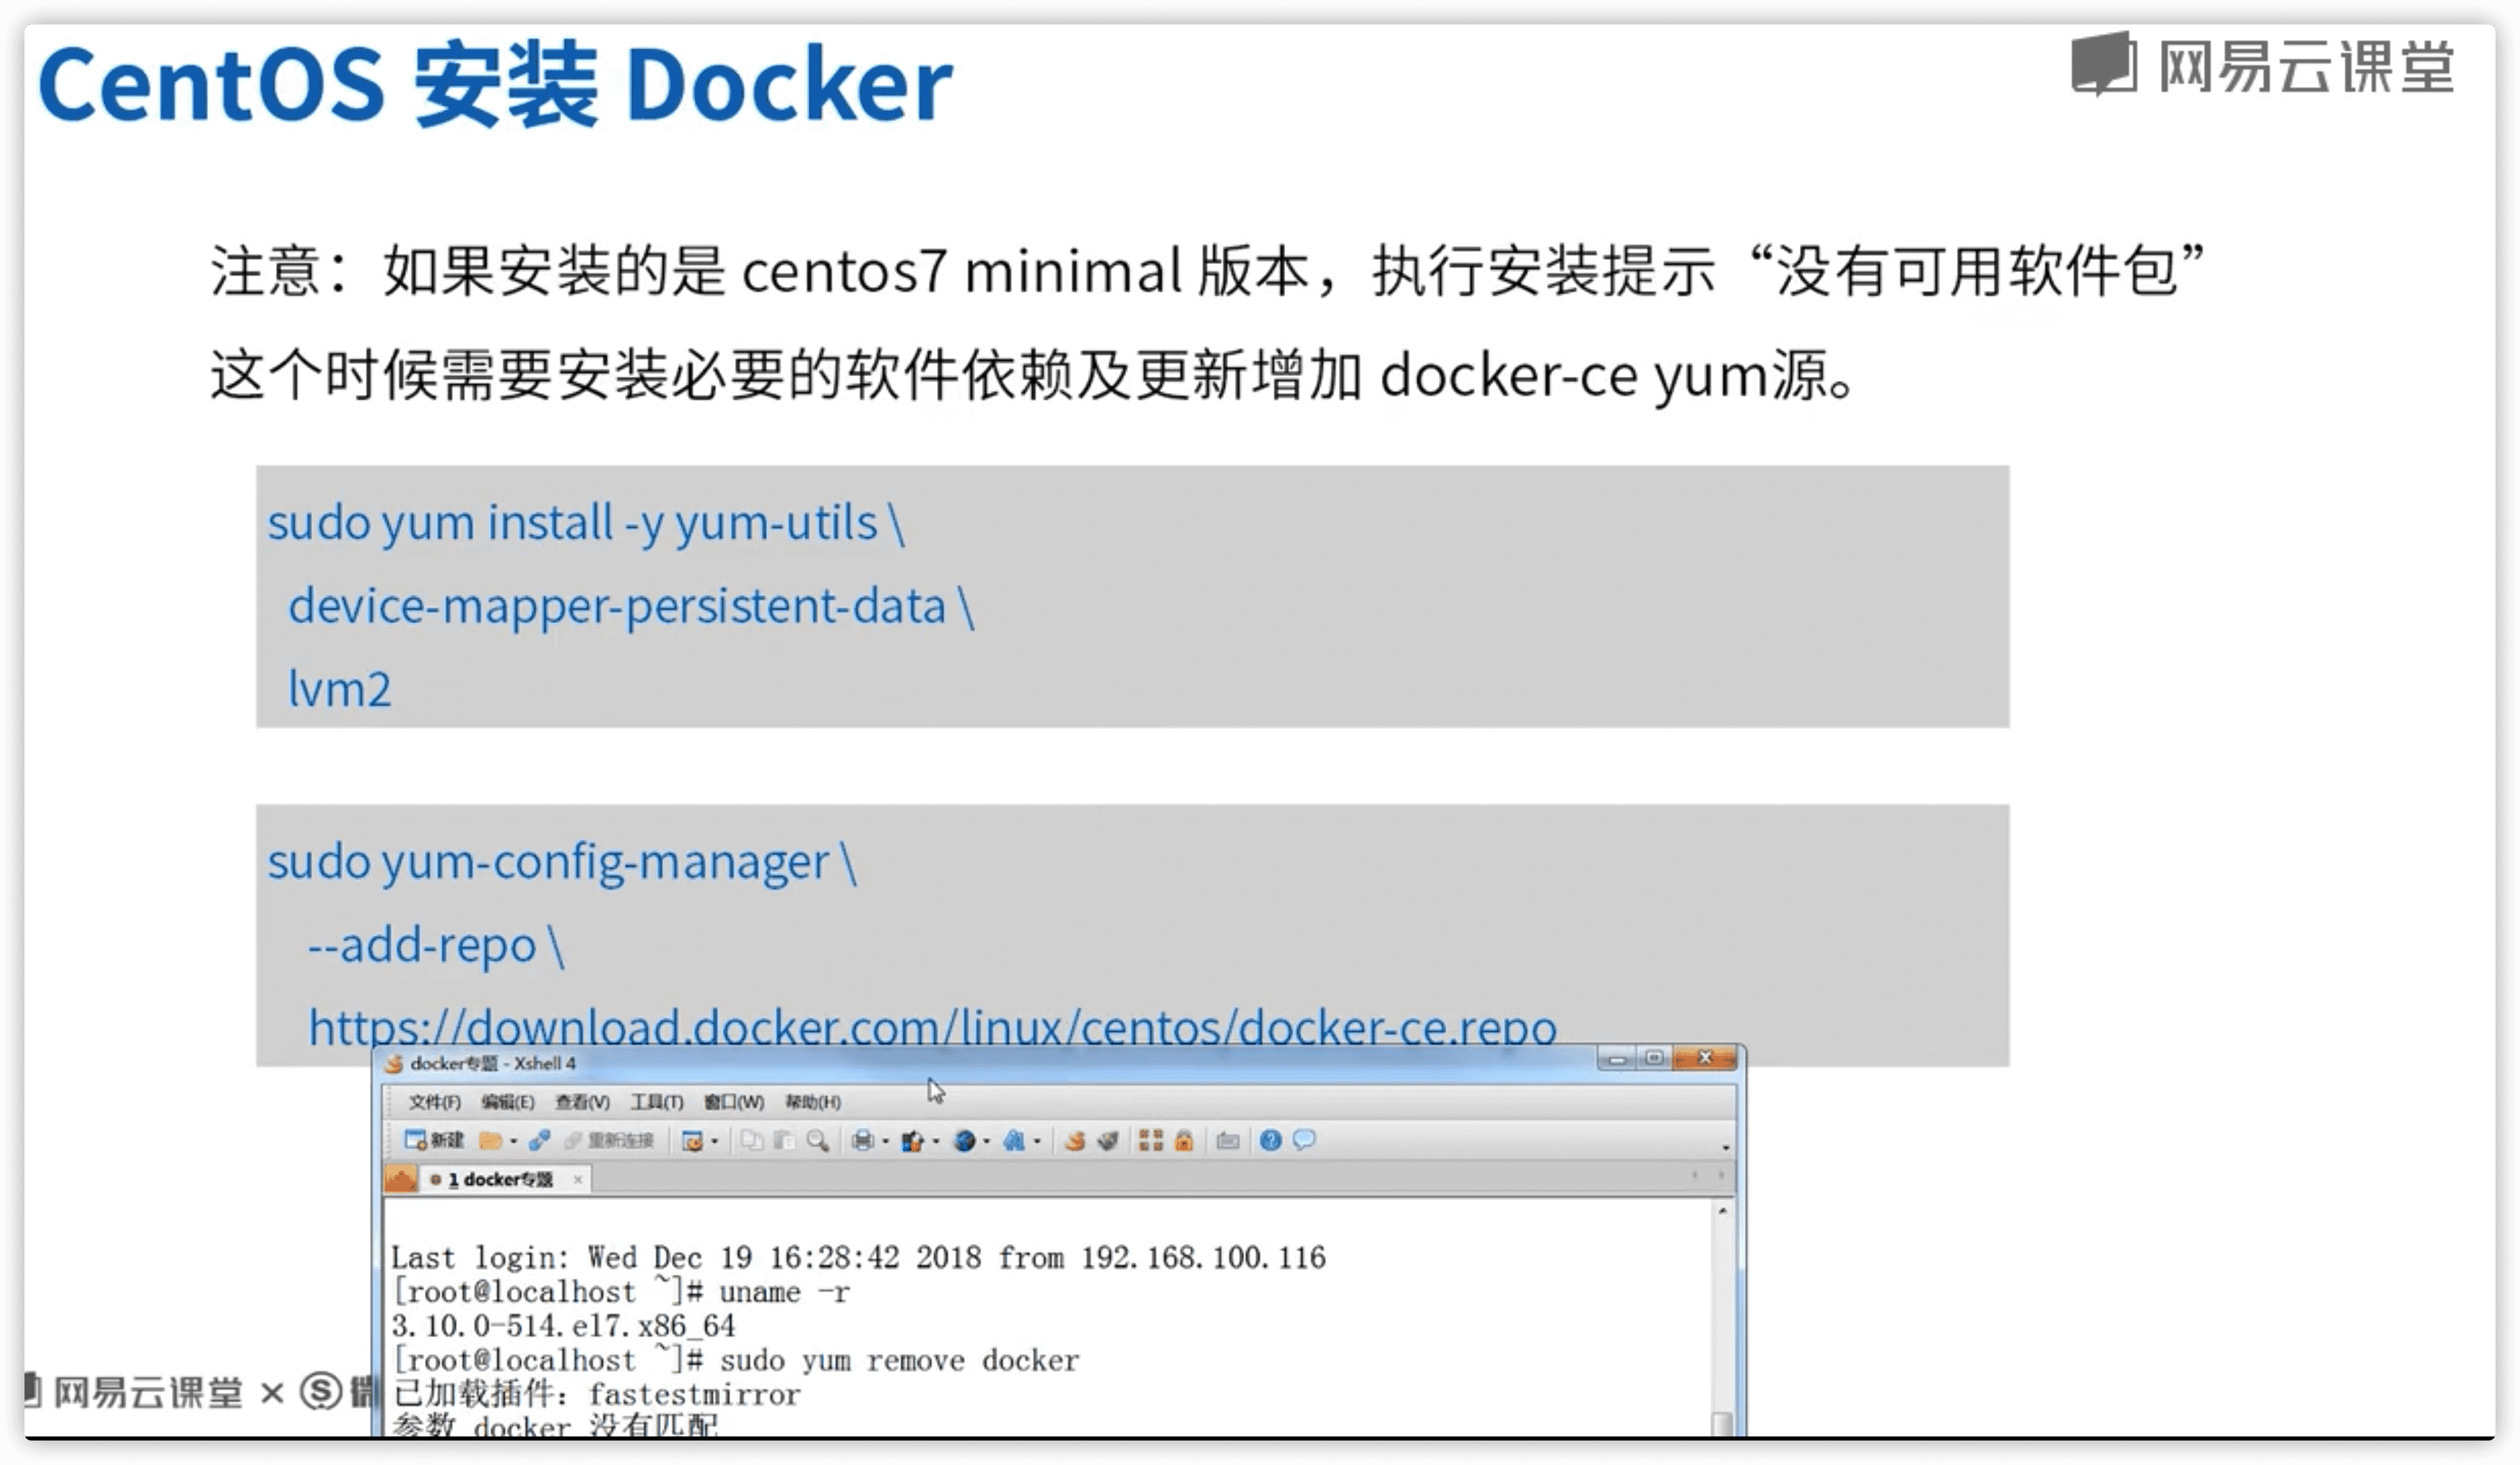 CentOS 安装 Docker
网易云课堂
注意：如果安装的是 centos7 minimal 版本，执行安装提示“没有可用软件包”
这个时候需要安装必要的软件依赖及更新增加 docker-ce yum源。
sudo yum install -y yum-utils \
device-mapper-persistent-data \
lvm2
sudo yum-config-manager \
--add-repo \
https://download.docker.com/linux/centos/docker-ce.repo
docker专题 - Xshell 4
文件(F) 编辑(E) 查看(V) 工具(T) 窗口(W) 帮助(H)
新建 重新连接
1 docker专题
Last login: Wed Dec 19 16:28:42 2018 from 192.168.100.116
[root@localhost ~]# uname -r
3.10.0-514.el7.x86_64
[root@localhost ~]# sudo yum remove docker
网易云课堂 × S 微
已加载插件：fastestmirror
参数 docker 没有匹配